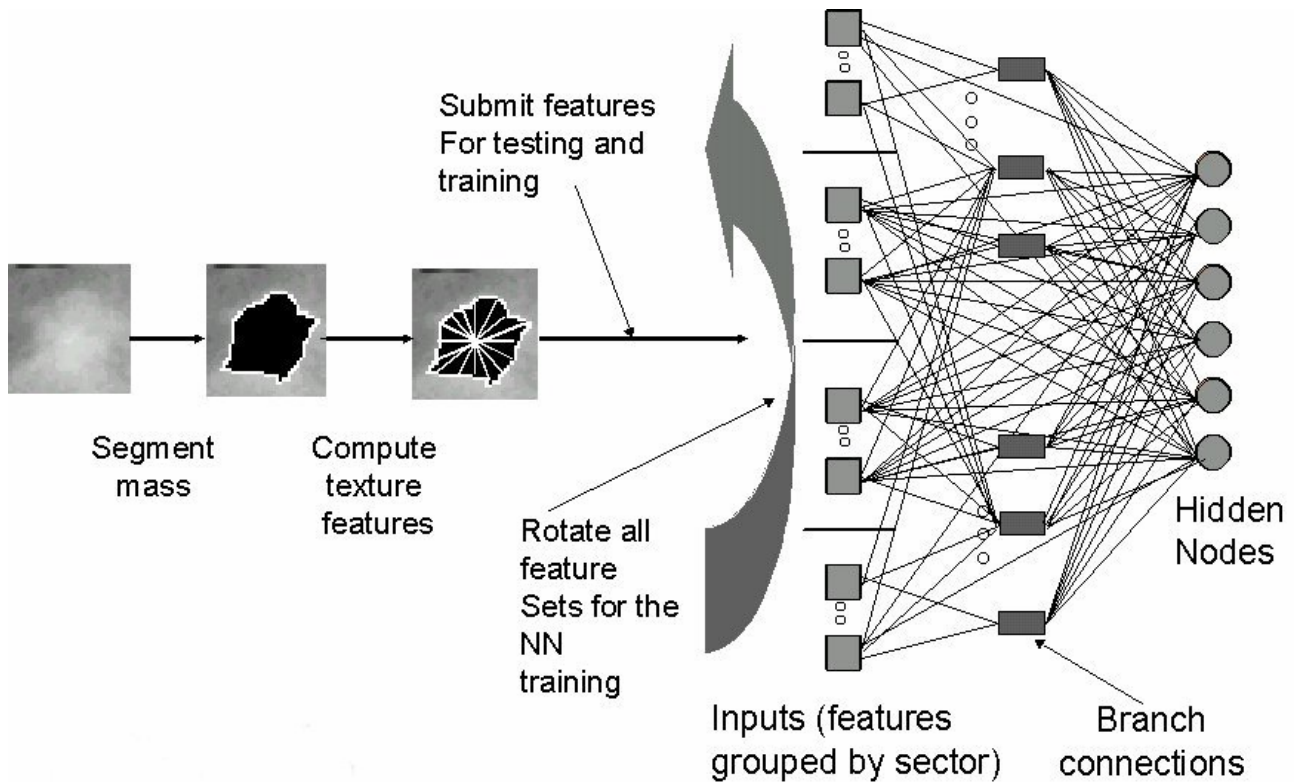 Submit features
For testing and
training
Segment
mass
Compute
texture
features
Rotate all
feature
Sets for the
NN
training
Hidden
Nodes
Inputs (features
grouped by sector)
Branch
connections